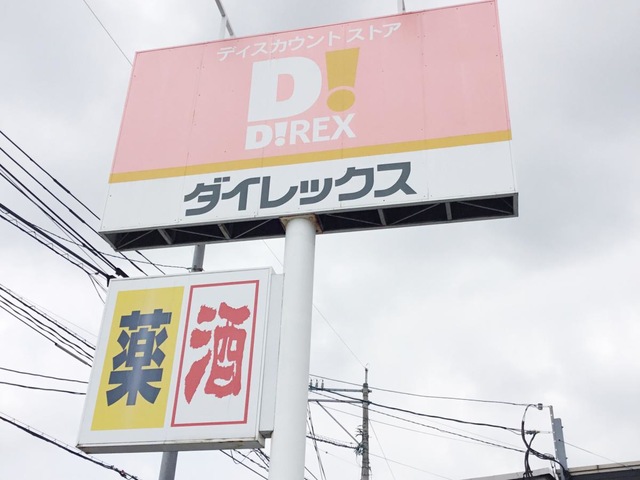 ディスカウント ストア
D!
D!REX
ダイレックス
薬 酒